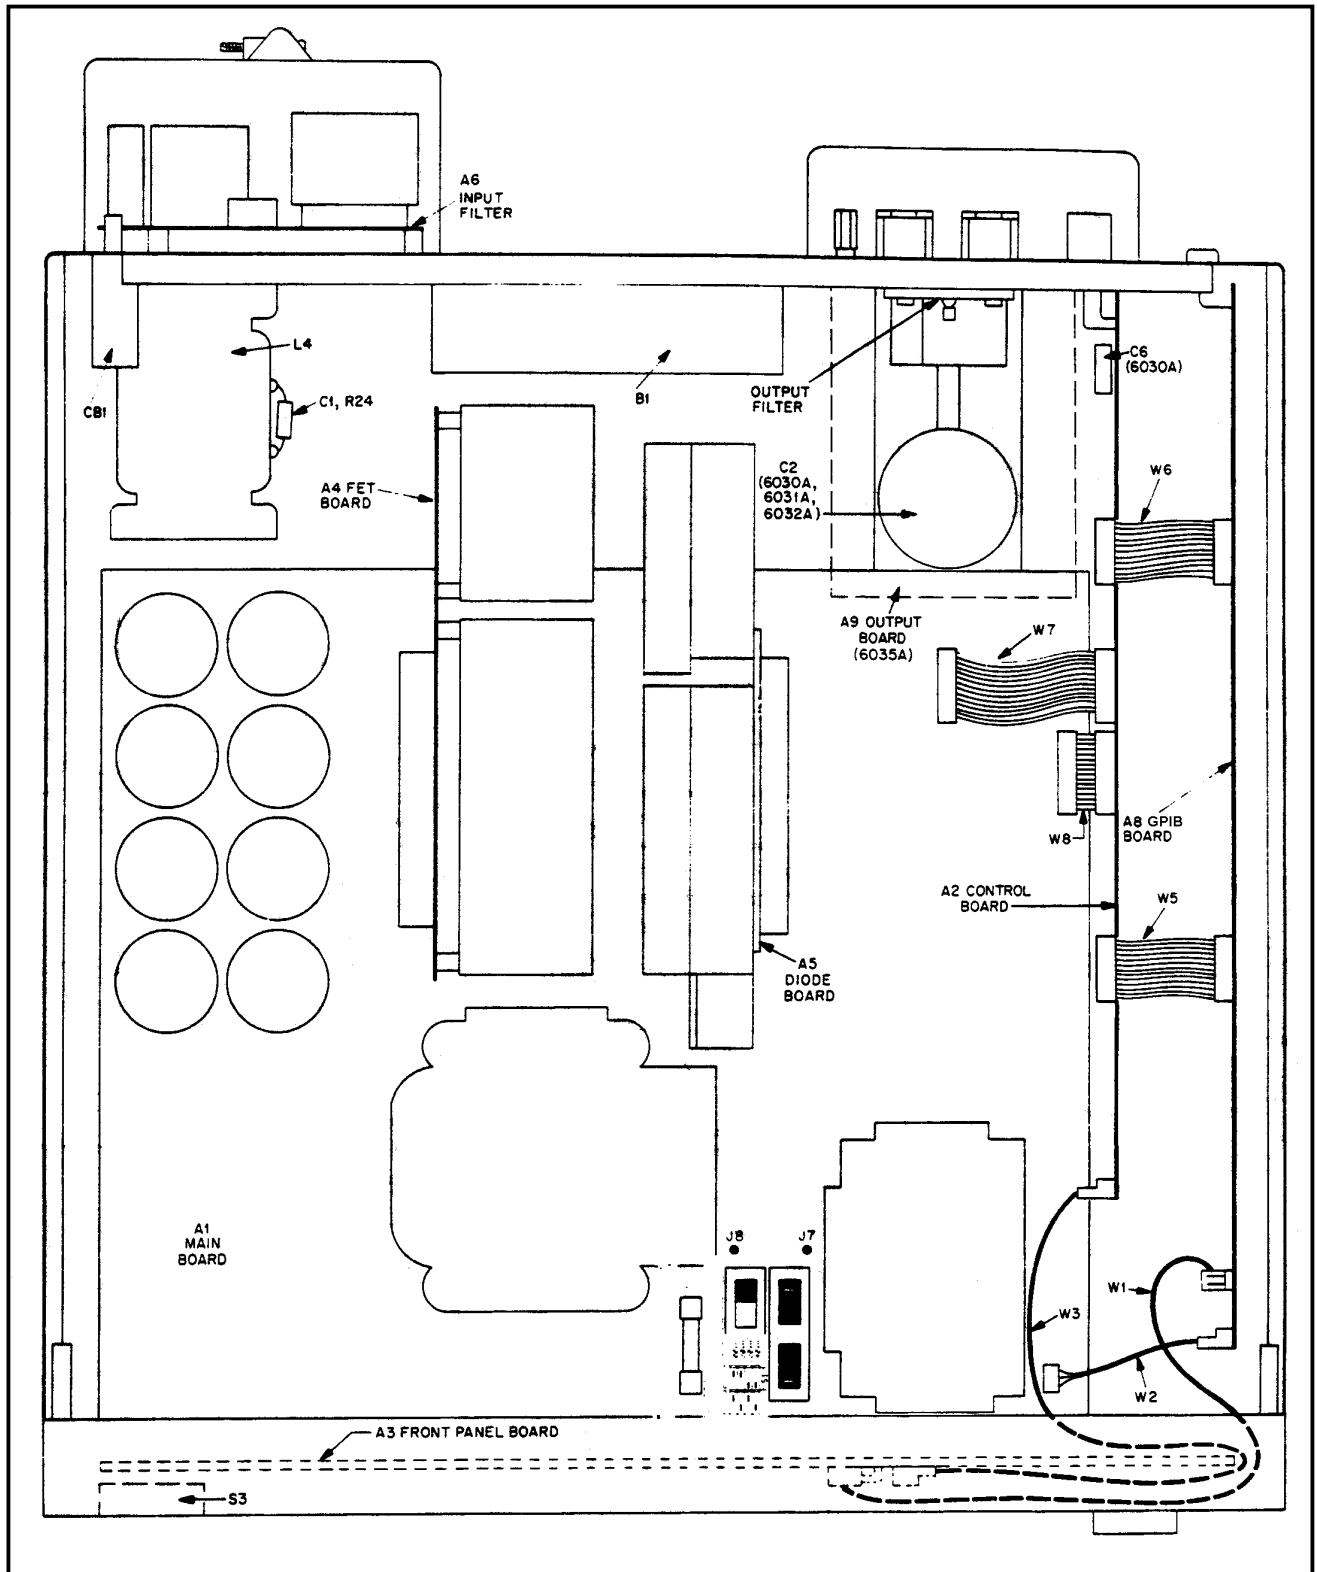 A6
INPUT
FILTER
L4
CB1
C1, R24
B1
OUTPUT
FILTER
C6
(6030A)
A4 FET
BOARD
C2
(6030A,
6031A,
6032A)
W6
A9 OUTPUT
BOARD
(6035A)
W7
W8
A8 GPIB
BOARD
A2 CONTROL
BOARD
W5
A5
DIODE
BOARD
A1
MAIN
BOARD
J8
J7
W3
W1
W2
A3 FRONT PANEL BOARD
S3